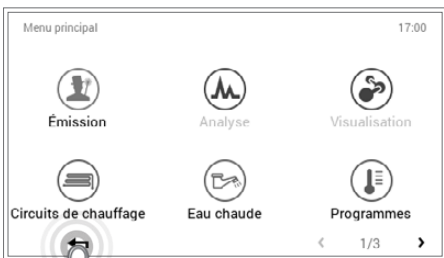 Menu principal 17:00
Émission Analyse Visualisation
Circuits de chauffage Eau chaude Programmes
< 1/3 >